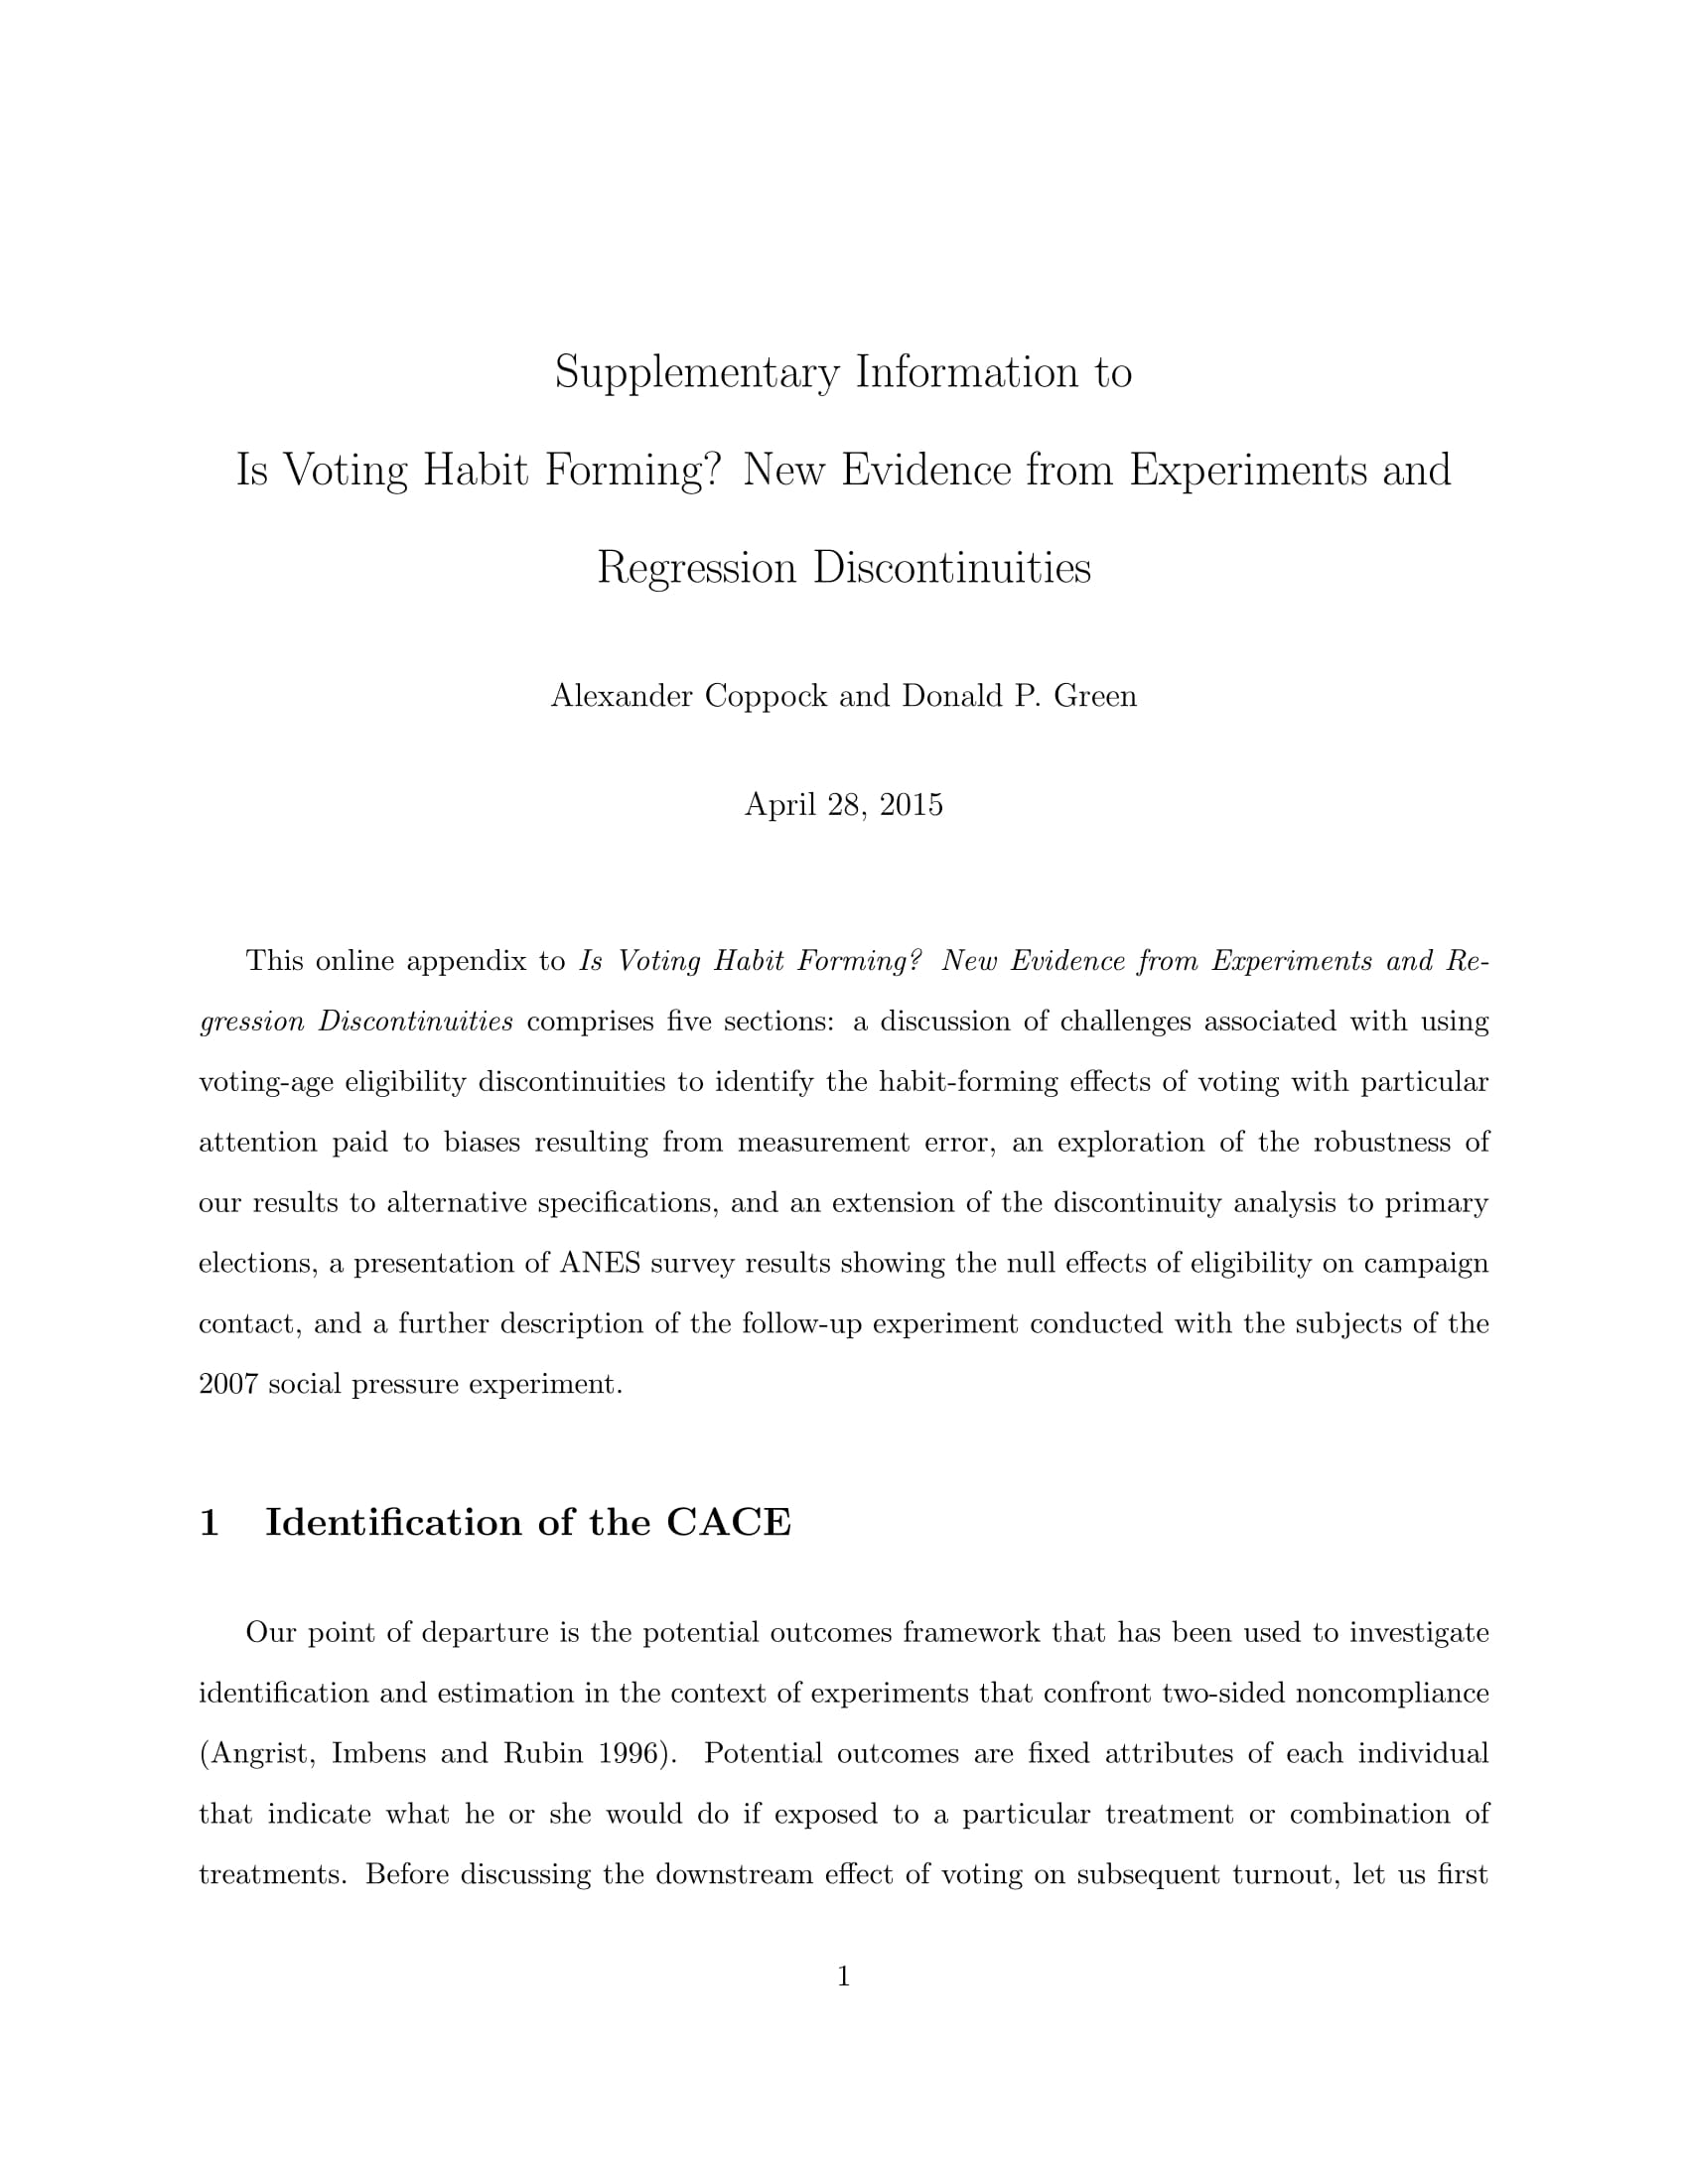 Supplementary Information to
Is Voting Habit Forming? New Evidence from Experiments and
Regression Discontinuities
Alexander Coppock and Donald P. Green
April 28, 2015
This online appendix to Is Voting Habit Forming? New Evidence from Experiments and Re-
gression Discontinuities comprises five sections: a discussion of challenges associated with using
voting-age eligibility discontinuities to identify the habit-forming effects of voting with particular
attention paid to biases resulting from measurement error, an exploration of the robustness of
our results to alternative specifications, and an extension of the discontinuity analysis to primary
elections, a presentation of ANES survey results showing the null effects of eligibility on campaign
contact, and a further description of the follow-up experiment conducted with the subjects of the
2007 social pressure experiment.
1 Identification of the CACE
Our point of departure is the potential outcomes framework that has been used to investigate
identification and estimation in the context of experiments that confront two-sided noncompliance
(Angrist, Imbens and Rubin 1996). Potential outcomes are fixed attributes of each individual
that indicate what he or she would do if exposed to a particular treatment or combination of
treatments. Before discussing the downstream effect of voting on subsequent turnout, let us first
1